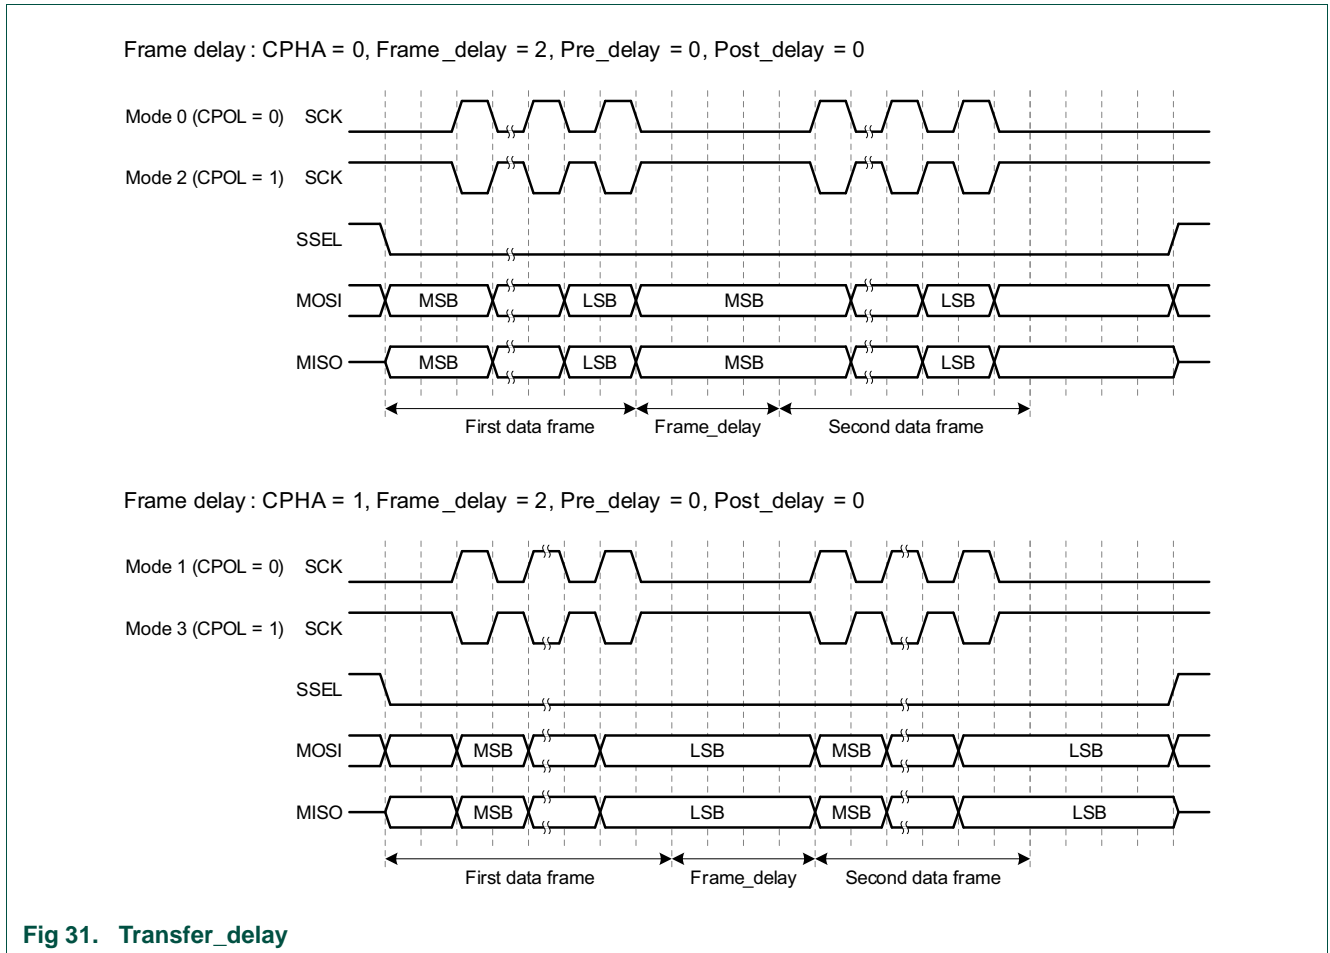 Frame delay : CPHA = 0, Frame_delay = 2, Pre_delay = 0, Post_delay = 0
Mode 0 (CPOL = 0) SCK
Mode 2 (CPOL = 1) SCK
SSEL
MOSI MSB LSB MSB LSB
MISO MSB LSB MSB LSB
First data frame Frame_delay Second data frame
Frame delay : CPHA = 1, Frame_delay = 2, Pre_delay = 0, Post_delay = 0
Mode 1 (CPOL = 0) SCK
Mode 3 (CPOL = 1) SCK
SSEL
MOSI MSB LSB MSB LSB
MISO MSB LSB MSB LSB
First data frame Frame_delay Second data frame
Fig 31. Transfer_delay